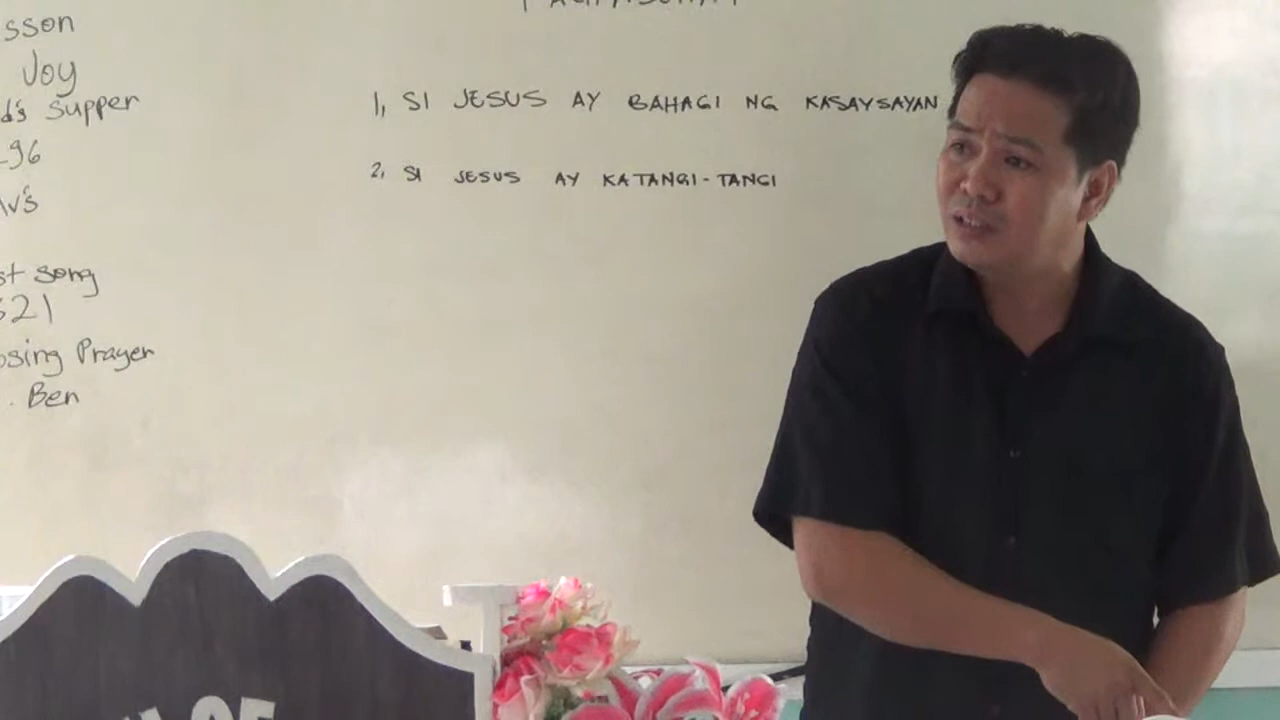 sson
Joy
d's Supper
-96
W's
st song
321
osing Prayer
. Ben
1, SI JESUS AY BAHAGI NG KASAYSAYAN
2, SI JESUS AY KATANGI-TANGI
OF